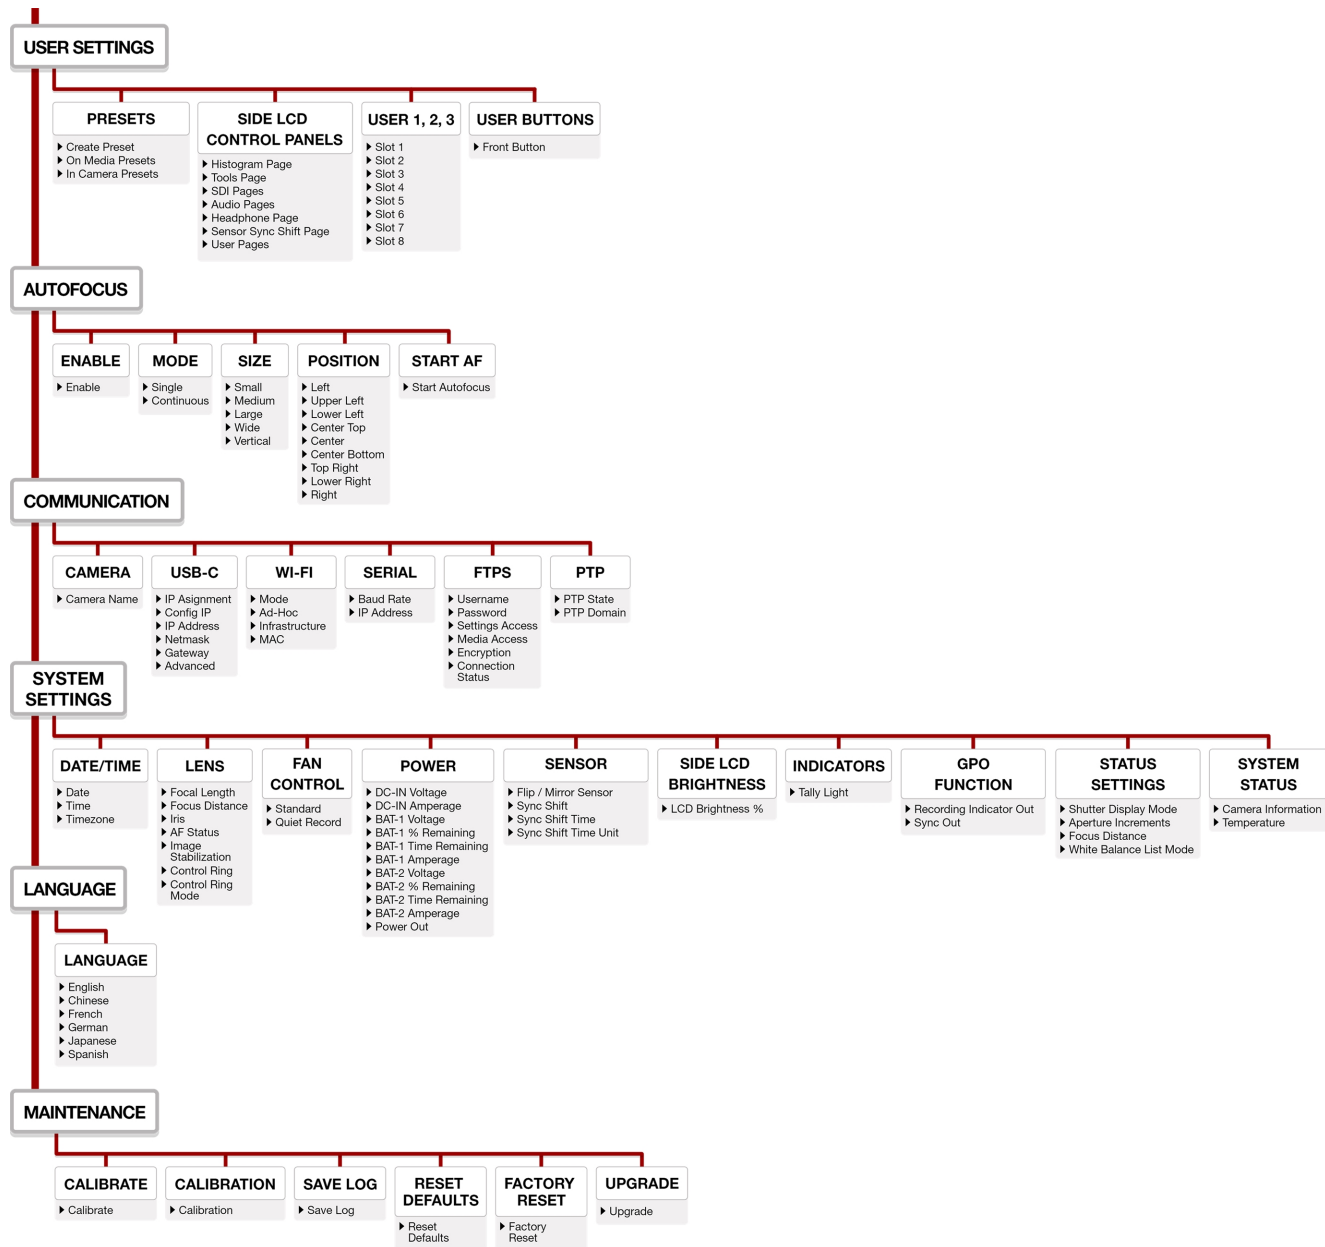 USER SETTINGS
PRESETS
Create Preset
On Media Presets
In Camera Presets
SIDE LCD
CONTROL PANELS
Histogram Page
Tools Page
SDI Pages
Audio Pages
Headphone Page
Sensor Sync Shift Page
User Pages
USER 1, 2, 3
Slot 1
Slot 2
Slot 3
Slot 4
Slot 5
Slot 6
Slot 7
Slot 8
USER BUTTONS
Front Button
AUTOFOCUS
ENABLE
Enable
MODE
Single
Continuous
SIZE
Small
Medium
Large
Wide
Vertical
POSITION
Left
Upper Left
Lower Left
Center Top
Center
Center Bottom
Top Right
Lower Right
Right
START AF
Start Autofocus
COMMUNICATION
CAMERA
Camera Name
USB-C
IP Asignment
Config IP
IP Address
Netmask
Gateway
Advanced
WI-FI
Mode
Ad-Hoc
Infrastructure
MAC
SERIAL
Baud Rate
IP Address
FTPS
Username
Password
Settings Access
Media Access
Encryption
Connection
Status
PTP
PTP State
PTP Domain
SYSTEM
SETTINGS
DATE/TIME
Date
Time
Timezone
LENS
Focal Length
Focus Distance
Iris
AF Status
Image
Stabilization
Control Ring
Control Ring
Mode
FAN
CONTROL
Standard
Quiet Record
POWER
DC-IN Voltage
DC-IN Amperage
BAT-1 Voltage
BAT-1 % Remaining
BAT-1 Time Remaining
BAT-1 Amperage
BAT-2 Voltage
BAT-2 % Remaining
BAT-2 Time Remaining
BAT-2 Amperage
Power Out
SENSOR
Flip / Mirror Sensor
Sync Shift
Sync Shift Time
Sync Shift Time Unit
SIDE LCD
BRIGHTNESS
LCD Brightness %
INDICATORS
Tally Light
GPO
FUNCTION
Recording Indicator Out
Sync Out
STATUS
SETTINGS
Shutter Display Mode
Aperture Increments
Focus Distance
White Balance List Mode
SYSTEM
STATUS
Camera Information
Temperature
LANGUAGE
LANGUAGE
English
Chinese
French
German
Japanese
Spanish
MAINTENANCE
CALIBRATE
Calibrate
CALIBRATION
Calibration
SAVE LOG
Save Log
RESET
DEFAULTS
Reset
Defaults
FACTORY
RESET
Factory
Reset
UPGRADE
Upgrade